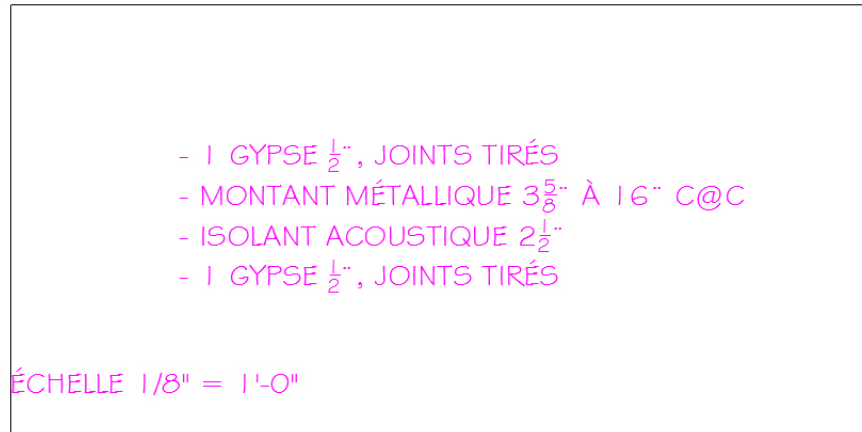 - 1 GYPSE ½¨, JOINTS TIRÉS
- MONTANT MÉTALLIQUE 3⅝¨ À 16¨ C@C
- ISOLANT ACOUSTIQUE 2½¨
- 1 GYPSE ½¨, JOINTS TIRÉS
ÉCHELLE 1/8" = 1'-0"